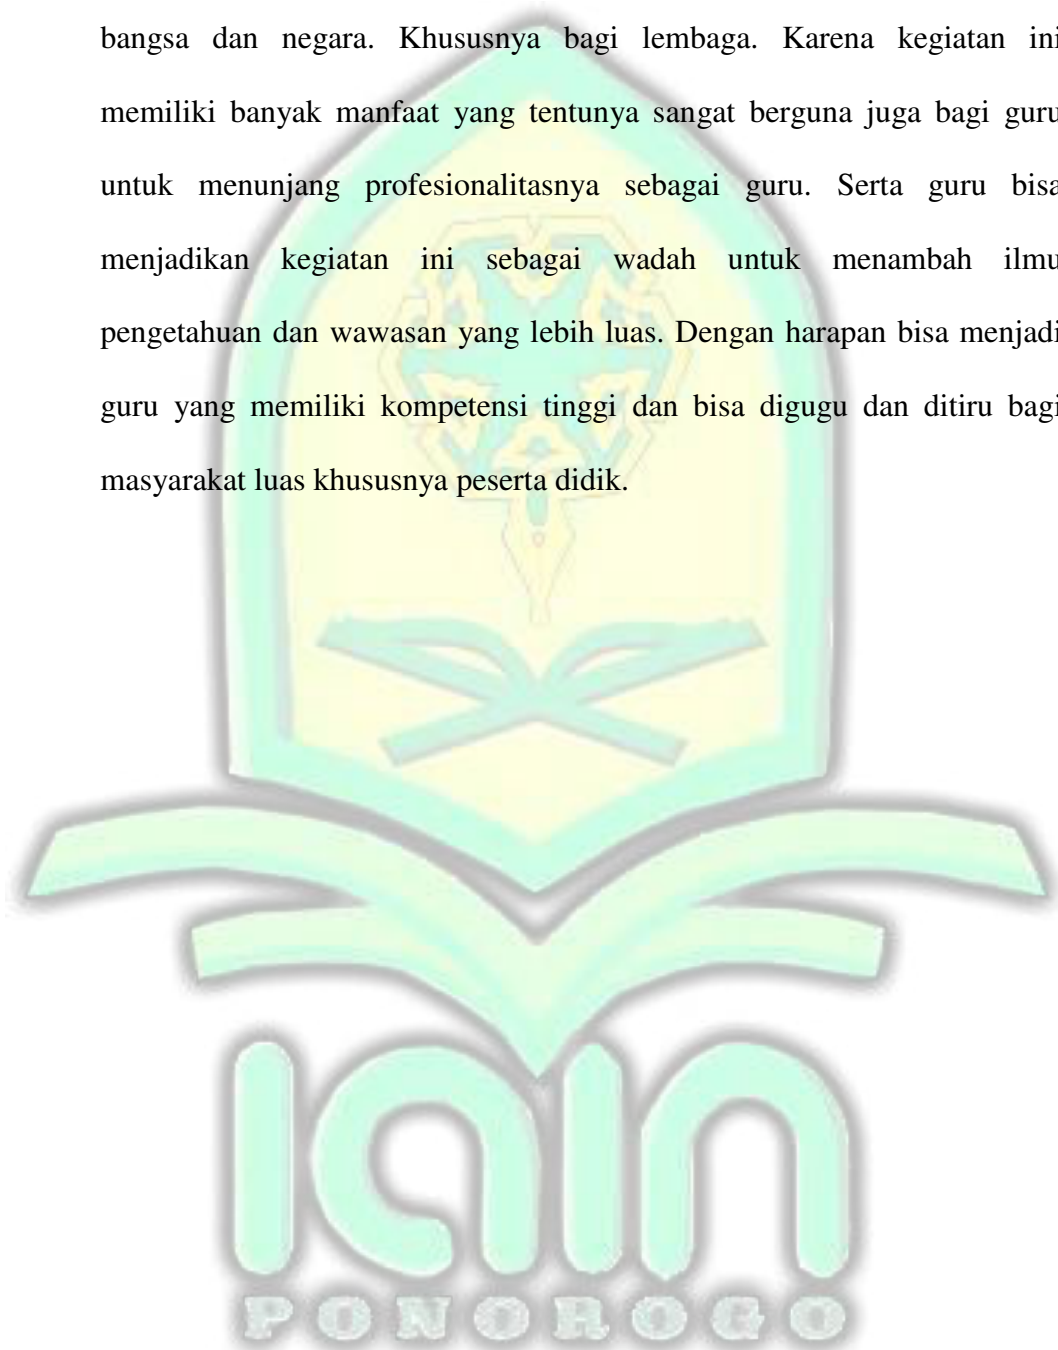 bangsa dan negara. Khususnya bagi lembaga. Karena kegiatan ini
memiliki banyak manfaat yang tentunya sangat berguna juga bagi guru
untuk menunjang profesionalitasnya sebagai guru. Serta guru bisa
menjadikan kegiatan ini sebagai wadah untuk menambah ilmu
pengetahuan dan wawasan yang lebih luas. Dengan harapan bisa menjadi
guru yang memiliki kompetensi tinggi dan bisa digugu dan ditiru bagi
masyarakat luas khususnya peserta didik.
iain
PONOROGO